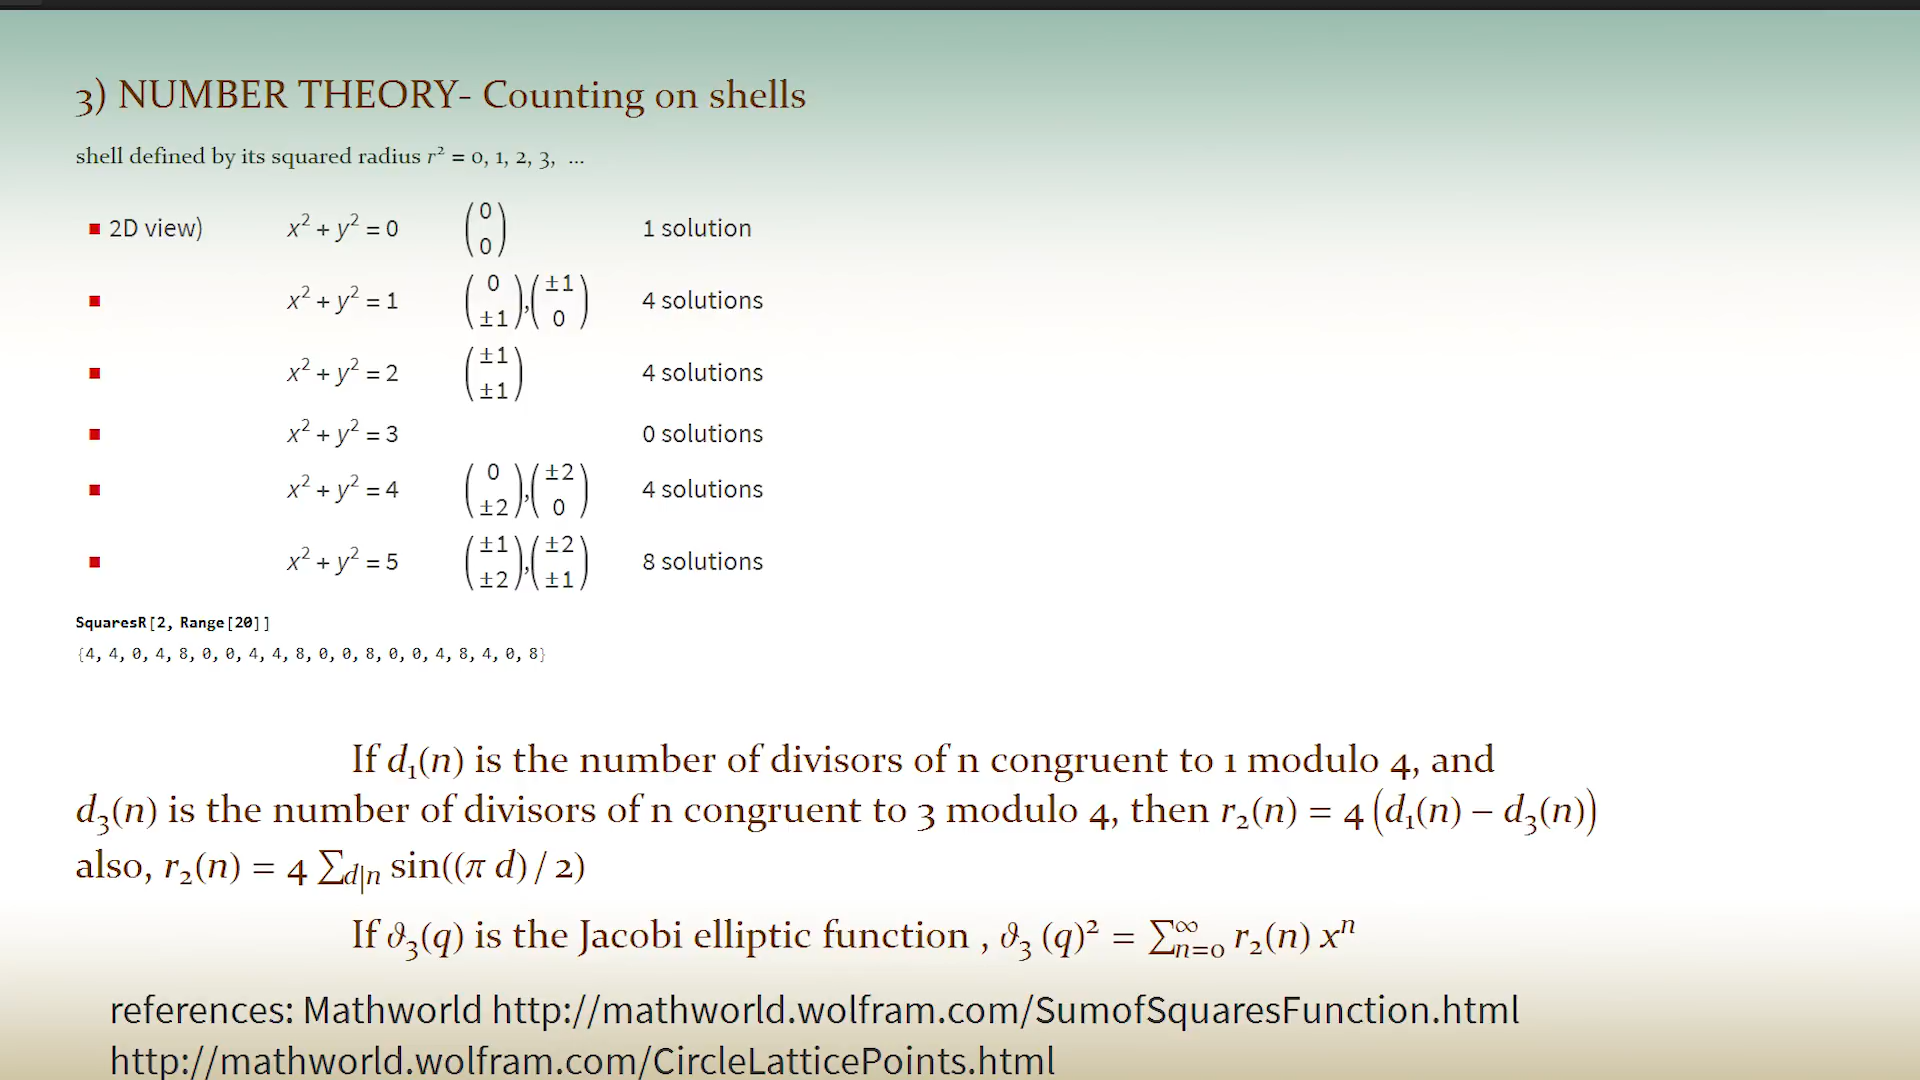 3) NUMBER THEORY- Counting on shells
shell defined by its squared radius r² = 0, 1, 2, 3, ...
■ 2D view) x² + y² = 0 (0 0) 1 solution
■ x² + y² = 1 (0 ±1),(±1 0) 4 solutions
■ x² + y² = 2 (±1 ±1) 4 solutions
■ x² + y² = 3 0 solutions
■ x² + y² = 4 (0 ±2),(±2 0) 4 solutions
■ x² + y² = 5 (±1 ±2),(±2 ±1) 8 solutions
SquaresR[2, Range[20]]
{4, 4, 0, 4, 8, 0, 0, 4, 4, 8, 0, 0, 8, 0, 0, 4, 8, 4, 0, 8}
If d₁(n) is the number of divisors of n congruent to 1 modulo 4, and
d₃(n) is the number of divisors of n congruent to 3 modulo 4, then r₂(n) = 4 (d₁(n) − d₃(n))
also, r₂(n) = 4 ∑d|n sin((π d) / 2)
If ϑ₃(q) is the Jacobi elliptic function , ϑ₃ (q)² = ∑ₙ₌₀^∞ r₂(n) xⁿ
references: Mathworld http://mathworld.wolfram.com/SumofSquaresFunction.html
http://mathworld.wolfram.com/CircleLatticePoints.html